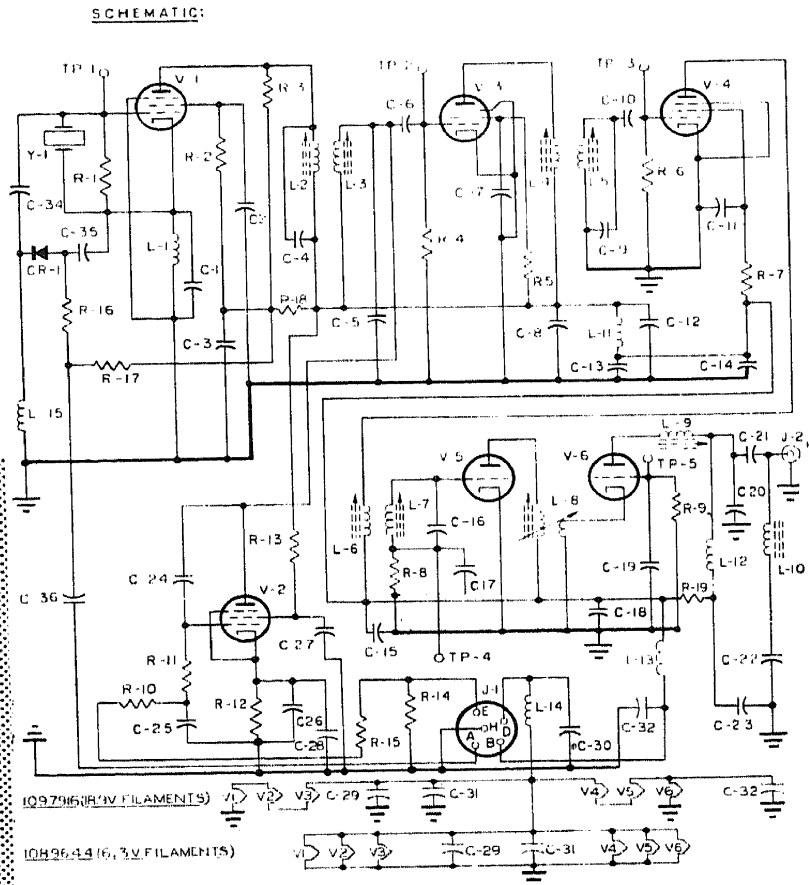 SCHEMATIC:
TP-1
V-1
R-3
TP-2
C-6
V-3
TP-3
C-10
V-4
Y-1
R-1
R-2
C-34
C-2
L-2
L-3
C-7
L-4
L-5
R-6
C-35
L-1
C-1
C-4
R-4
C-9
C-11
CR-1
R-5
R-7
R-16
R-18
C-5
C-8
L-11
C-12
C-3
R-17
C-13
C-14
L-15
L-9
C-21
J-2
V-5
V-6
TP-5
L-7
C-16
L-8
R-9
C-20
R-13
L-6
L-12
L-10
C-24
V-2
R-8
C17
C-19
R-19
C-36
C-27
C-18
C-15
TP-4
L-13
C-22
R-11
R-10
R-12
C-26
R-14
J-1
L-14
C-25
C-28
R-15
E
H
D
A
B
C-30
C-32
C-23
1097916(18.9V FILAMENTS)
V1
V2
V3
C-29
C-31
V4
V5
V6
C-32
1089644(6.3V FILAMENTS)
V1
V2
V3
C-29
C-31
V4
V5
V6